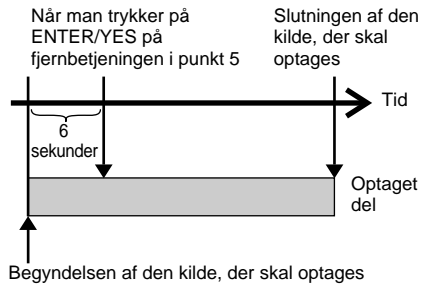 Når man trykker på
ENTER/YES på
fjernbetjeningen i punkt 5
Slutningen af den
kilde, der skal
optages
Tid
6
sekunder
Optaget
del
Begyndelsen af den kilde, der skal optages